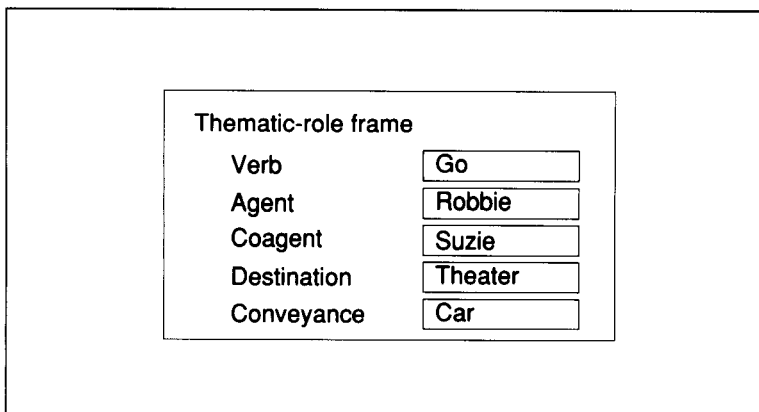 Thematic-role frame
Verb Go
Agent Robbie
Coagent Suzie
Destination Theater
Conveyance Car